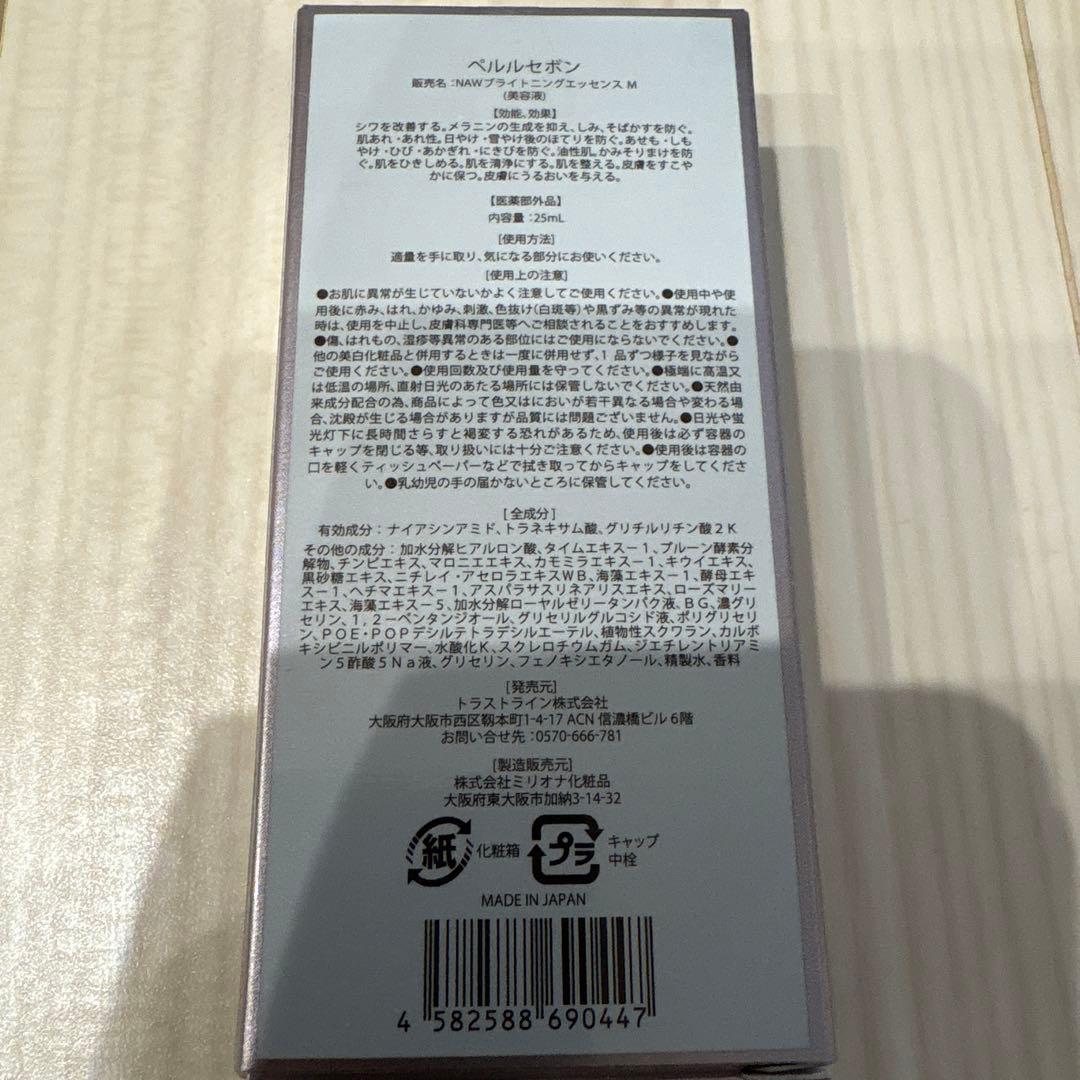 ペルルセボン
販売名：NAWブライトニングエッセンス M
(美容液)
【効能、効果】
シワを改善する。メラニンの生成を抑え、しみ、そばかすを防ぐ。
肌あれ・あれ性。日やけ・雪やけ後のほてりを防ぐ。あせも・しも
やけ・ひび・あかぎれ・にきびを防ぐ。油性肌。かみそりまけを防
ぐ。肌をひきしめる。肌を清浄にする。肌を整える。皮膚をすこや
かに保つ。皮膚にうるおいを与える。
【医薬部外品】
内容量：25mL
[使用方法]
適量を手に取り、気になる部分にお使いください。
[使用上の注意]
●お肌に異常が生じていないかよく注意してご使用ください。●使用中や使
用後に赤み、はれ、かゆみ、刺激、色抜け(白斑等)や黒ずみ等の異常が現れた
時は、使用を中止し、皮膚科専門医等へご相談されることをおすすめします。
●傷、はれもの、湿疹等異常のある部位にはご使用にならないでください。●
他の美白化粧品と併用するときは一度に併用せず、1 品ずつ様子を見ながら
ご使用ください。●使用回数及び使用量を守ってください。●極端に高温又
は低温の場所、直射日光のあたる場所には保管しないでください。●天然由
来成分配合の為、商品によって色又はにおいが若干異なる場合や変わる場
合、沈殿が生じる場合がありますが品質には問題ございません。●日光や蛍
光灯下に長時間さらすと褐変する恐れがあるため、使用後は必ず容器の
キャップを閉じる等、取り扱いには十分ご注意ください。●使用後は容器の
口を軽くティッシュペーパーなどで拭き取ってからキャップをしてくださ
い。●乳幼児の手の届かないところに保管してください。
[全成分]
有効成分：ナイアシンアミド、トラネキサム酸、グリチルリチン酸２Ｋ
その他の成分：加水分解ヒアルロン酸、タイムエキスー１、プルーン酵素分
解物、チンピエキス、マロニエエキス、カモミラエキスー１、キウイエキス、
黒砂糖エキス、ニチレイ・アセロラエキスＷＢ、海藻エキスー１、酵母エキ
スー１、ヘチマエキスー１、アスパラサスリネアリスエキス、ローズマリー
エキス、海藻エキスー５、加水分解ローヤルゼリータンパク液、ＢＧ、濃グリ
セリン、１，２－ペンタンジオール、グリセリルグルコシド液、ポリグリセリ
ン、ＰＯＥ・ＰＯＰデシルテトラデシルエーテル、植物性スクワラン、カルボ
キシビニルポリマー、水酸化Ｋ、スクレロチウムガム、ジエチレントリアミ
ン５酢酸５Ｎａ液、グリセリン、フェノキシエタノール、精製水、香料
[発売元]
トラストライン株式会社
大阪府大阪市西区靱本町1-4-17 ACN 信濃橋ビル 6階
お問い合せ先：0570-666-781
[製造販売元]
株式会社ミリオナ化粧品
大阪府東大阪市加納3-14-32
紙 化粧箱 プラ キャップ
中栓
MADE IN JAPAN
4 582588 690447